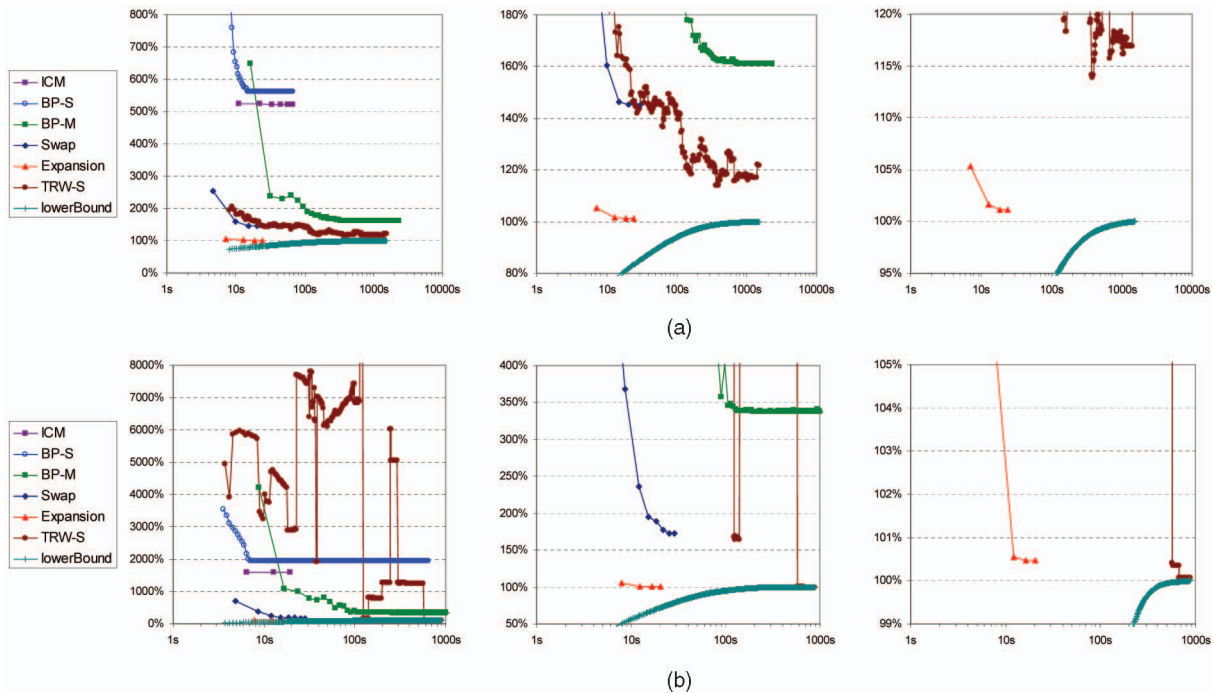 800%
700%
600%
500%
400%
300%
200%
100%
0%
1s 10s 100s 1000s 10000s
ICM
BP-S
BP-M
Swap
Expansion
TRW-S
lowerBound
180%
160%
140%
120%
100%
80%
1s 10s 100s 1000s 10000s
120%
115%
110%
105%
100%
95%
1s 10s 100s 1000s 10000s
(a)
8000%
7000%
6000%
5000%
4000%
3000%
2000%
1000%
0%
1s 10s 100s 1000s
ICM
BP-S
BP-M
Swap
Expansion
TRW-S
lowerBound
400%
350%
300%
250%
200%
150%
100%
50%
1s 10s 100s 1000s
105%
104%
103%
102%
101%
100%
99%
1s 10s 100s 1000s
(b)